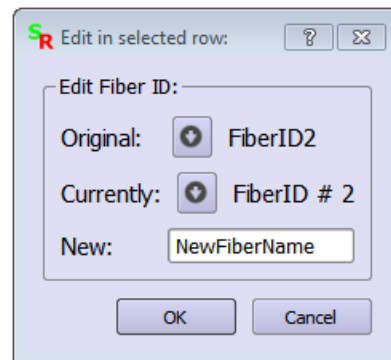 SR Edit in selected row: ?
Edit Fiber ID:
Original: FiberID2
Currently: FiberID # 2
New: NewFiberName
OK Cancel